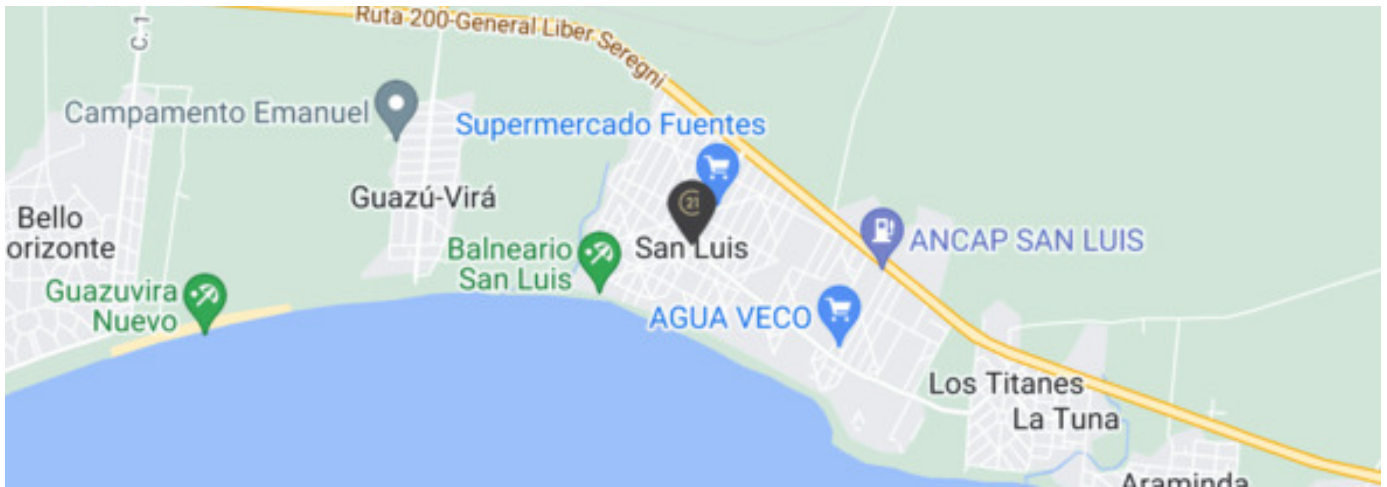 Ruta 200-General Liber Seregni
C. 1
Campamento Emanuel
Supermercado Fuentes
Guazú-Virá
21
Bello
orizonte
Balneario
San Luis
San Luis
ANCAP SAN LUIS
Guazuvira
Nuevo
AGUA VECO
Los Titanes
La Tuna
Araminda